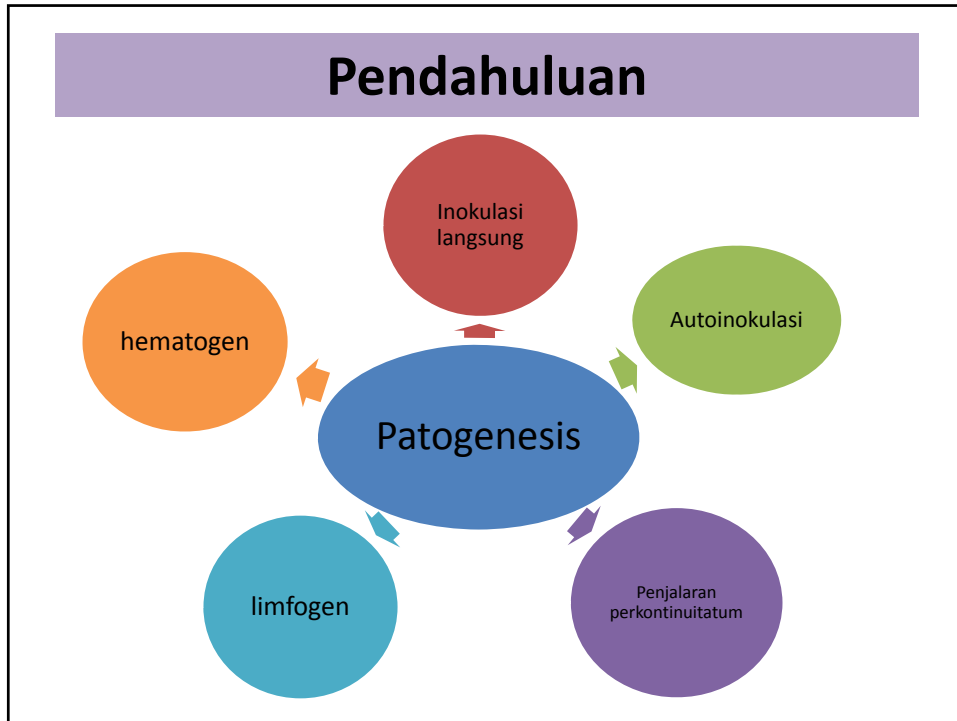 Pendahuluan
Inokulasi
langsung
Autoinokulasi
hematogen
Patogenesis
limfogen
Penjalaran
perkontinuitatum